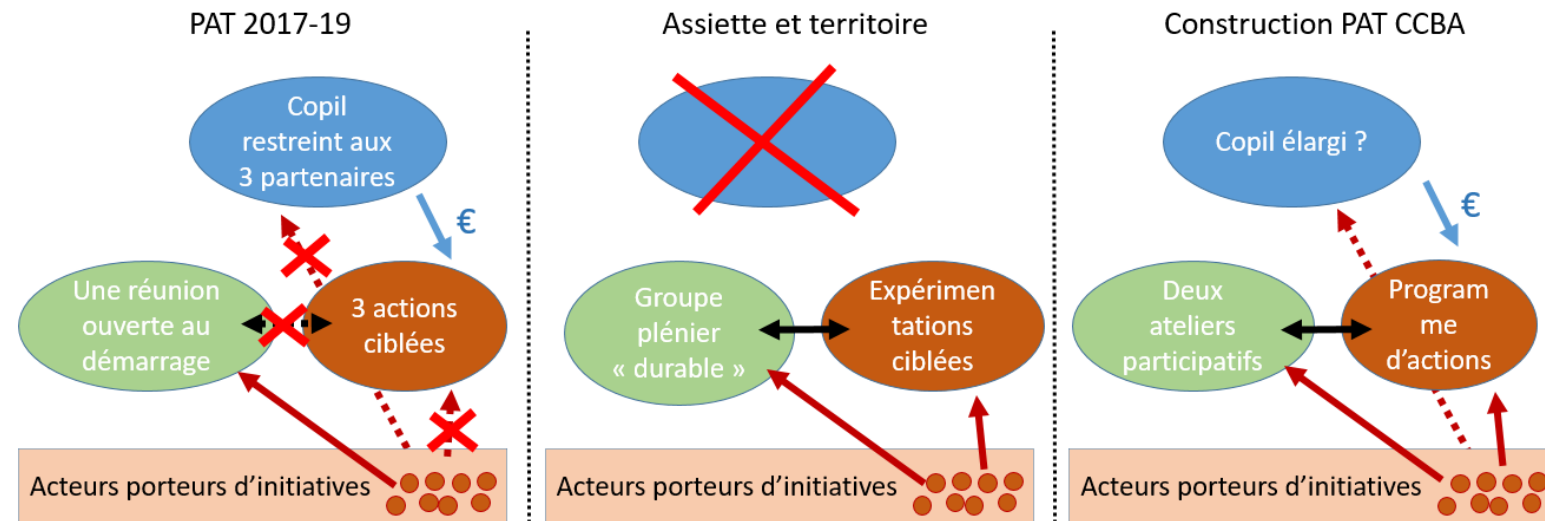 PAT 2017-19
Copil
restreint aux
3 partenaires
€
Une réunion
ouverte au
démarrage
3 actions
ciblées
Acteurs porteurs d’initiatives
Assiette et territoire
Groupe
plénier
« durable »
Expérimen
tations
ciblées
Acteurs porteurs d’initiatives
Construction PAT CCBA
Copil élargi ?
€
Deux
ateliers
participatifs
Program
me
d’actions
Acteurs porteurs d’initiatives